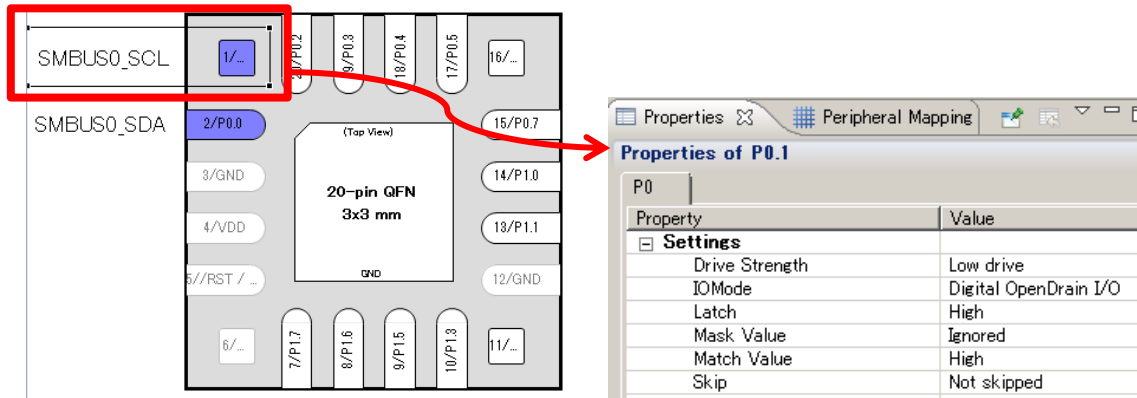 SMBUS0_SCL
1/...
20/P0.2
19/P0.3
18/P0.4
17/P0.5
16/...
SMBUS0_SDA
2/P0.0
(Top View)
15/P0.7
3/GND
20-pin QFN
3x3 mm
14/P1.0
4/VDD
13/P1.1
5//RST / ...
GND
12/GND
6/...
7/P1.7
8/P1.6
9/P1.5
10/P1.3
11/...
Properties
Peripheral Mapping
Properties of P0.1
P0
Property Value
Settings
Drive Strength Low drive
IOMode Digital OpenDrain I/O
Latch High
Mask Value Ignored
Match Value High
Skip Not skipped